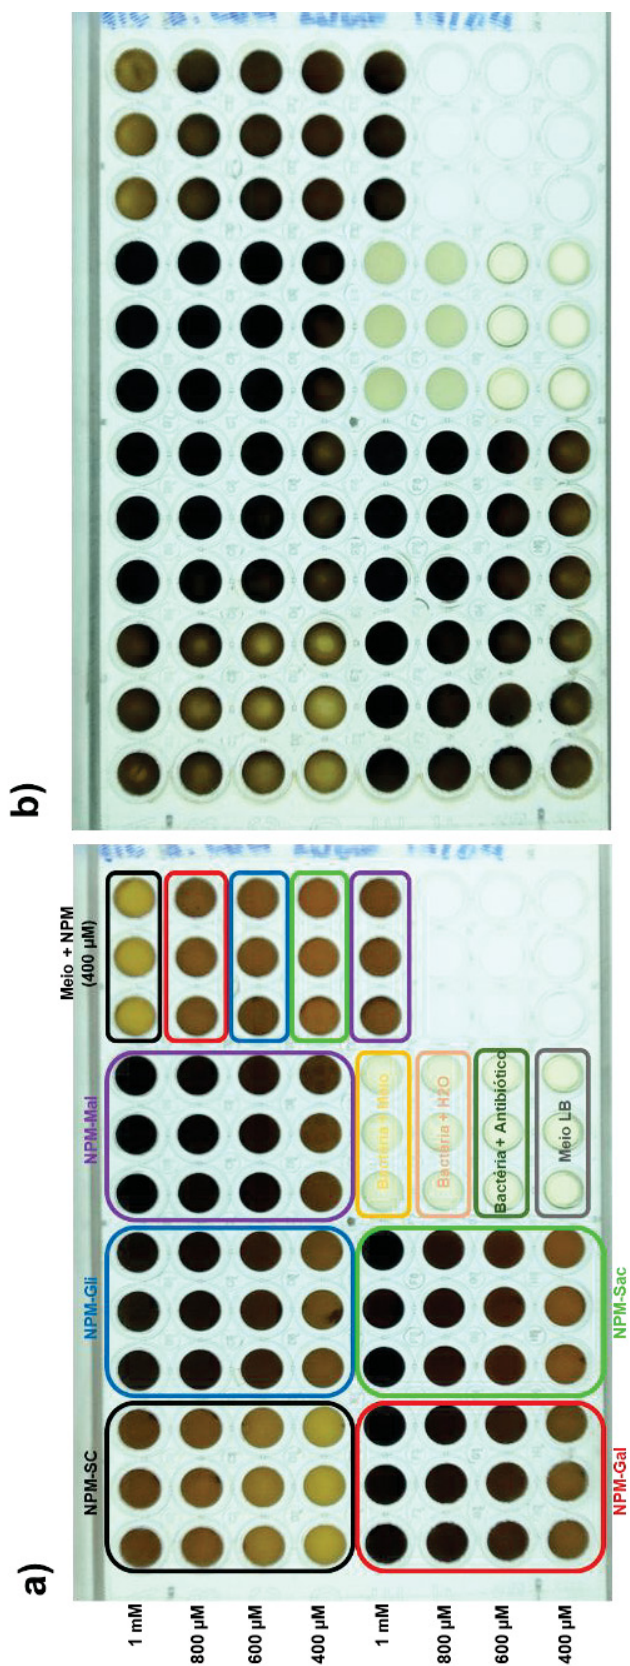 a)
NPM-SC
NPM-Gli
NPM-Mal
Meio + NPM
(400 µM)
1 mM
800 µM
600 µM
400 µM
1 mM
800 µM
600 µM
400 µM
Bactéria + Meio
Bactéria + H2O
Bactéria + Antibiótico
Meio LB
NPM-Gal
NPM-Sac
b)